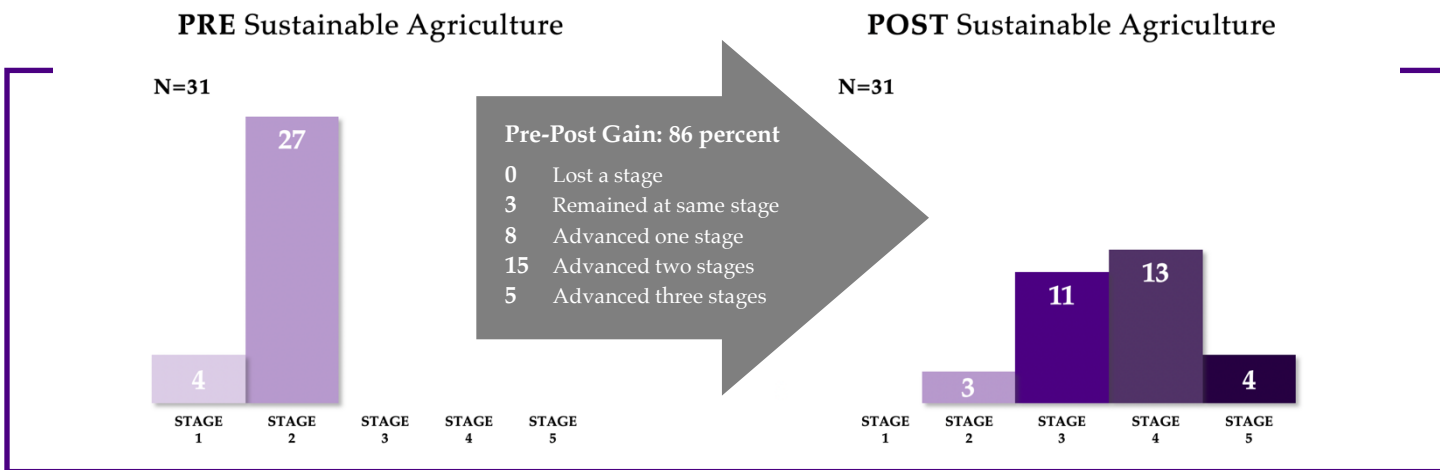 PRE Sustainable Agriculture
N=31
27
4
STAGE 1
STAGE 2
STAGE 3
STAGE 4
STAGE 5
Pre-Post Gain: 86 percent
0 Lost a stage
3 Remained at same stage
8 Advanced one stage
15 Advanced two stages
5 Advanced three stages
POST Sustainable Agriculture
N=31
3
11
13
4
STAGE 1
STAGE 2
STAGE 3
STAGE 4
STAGE 5